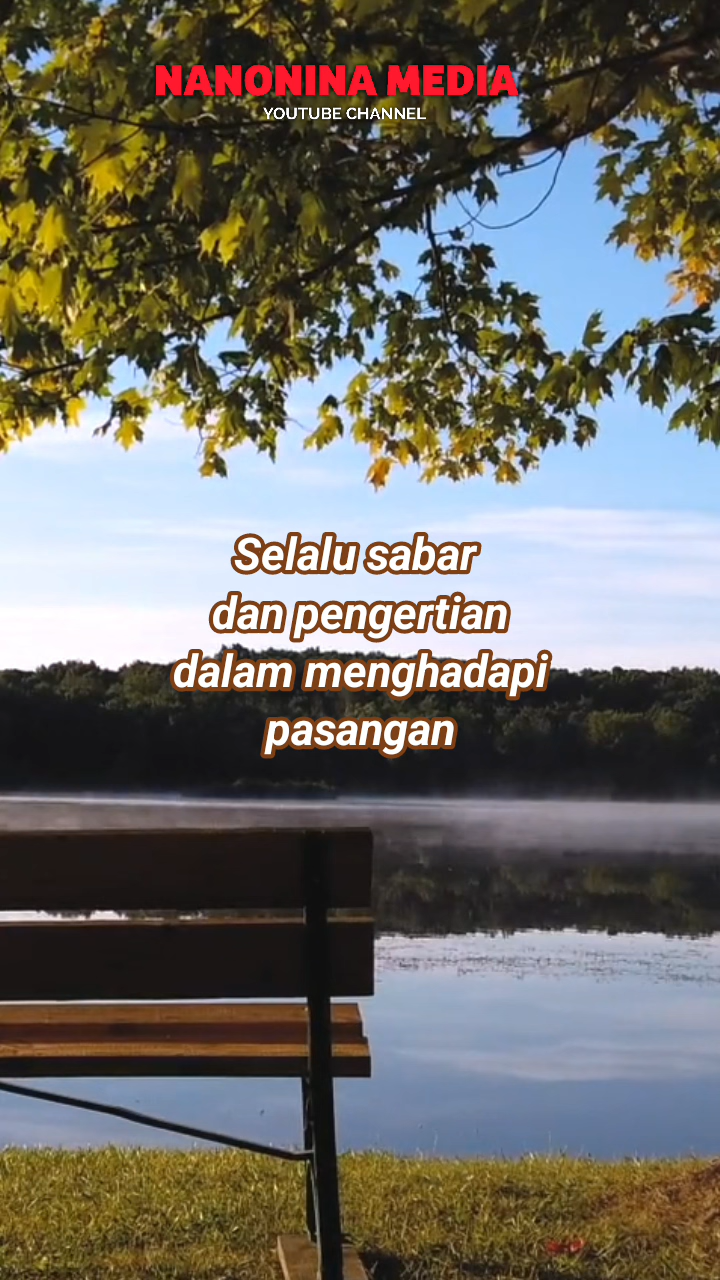 NANONINA MEDIA
YOUTUBE CHANNEL
Selalu sabar
dan pengertian
dalam menghadapi
pasangan